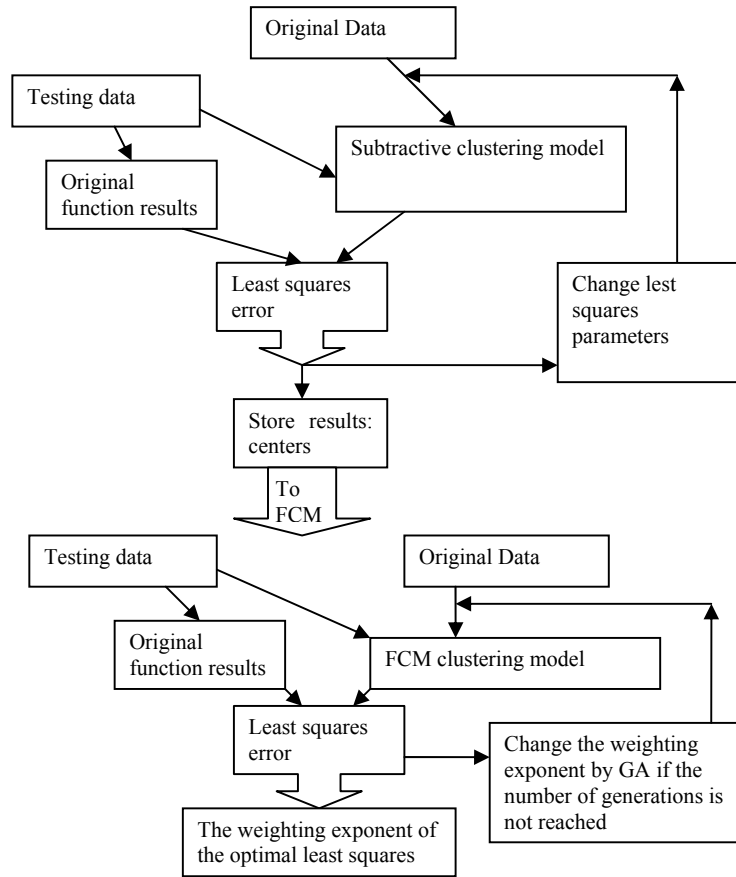 Original Data
Testing data
Subtractive clustering model
Original
function results
Least squares
error
Change lest
squares
parameters
Store results:
centers
To
FCM
Testing data
Original Data
Original
function results
FCM clustering model
Least squares
error
Change the weighting
exponent by GA if the
number of generations is
not reached
The weighting exponent of
the optimal least squares